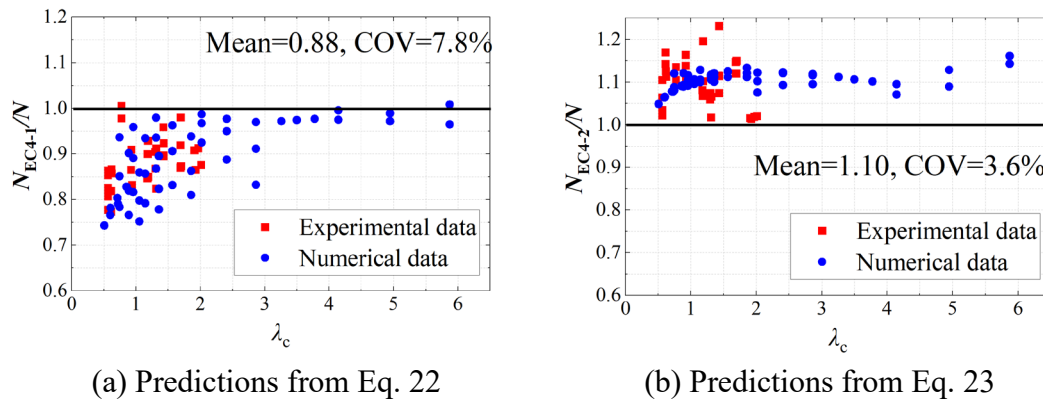 1.2
1.1
1.0
0.9
0.8
0.7
0.6
0 1 2 3 4 5 6
N_EC4-1/N
λ_c
Mean=0.88, COV=7.8%
Experimental data
Numerical data
(a) Predictions from Eq. 22
1.2
1.1
1.0
0.9
0.8
0.7
0.6
0 1 2 3 4 5 6
N_EC4-2/N
λ_c
Mean=1.10, COV=3.6%
Experimental data
Numerical data
(b) Predictions from Eq. 23